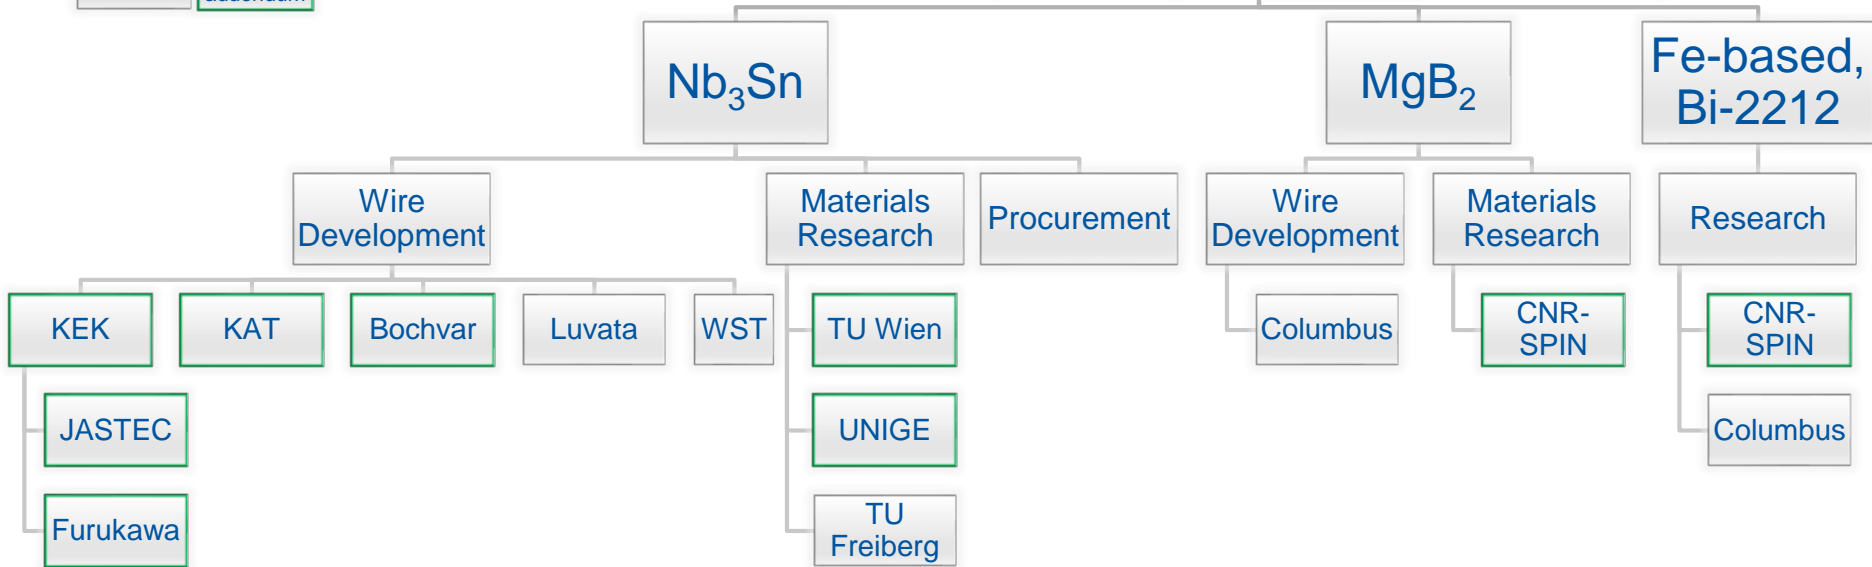 Nb₃Sn
MgB₂
Fe-based,
Bi-2212
Wire
Development
Materials
Research
Procurement
Wire
Development
Materials
Research
Research
KEK
KAT
Bochvar
Luvata
WST
TU Wien
Columbus
CNR-
SPIN
CNR-
SPIN
JASTEC
UNIGE
Columbus
Furukawa
TU
Freiberg